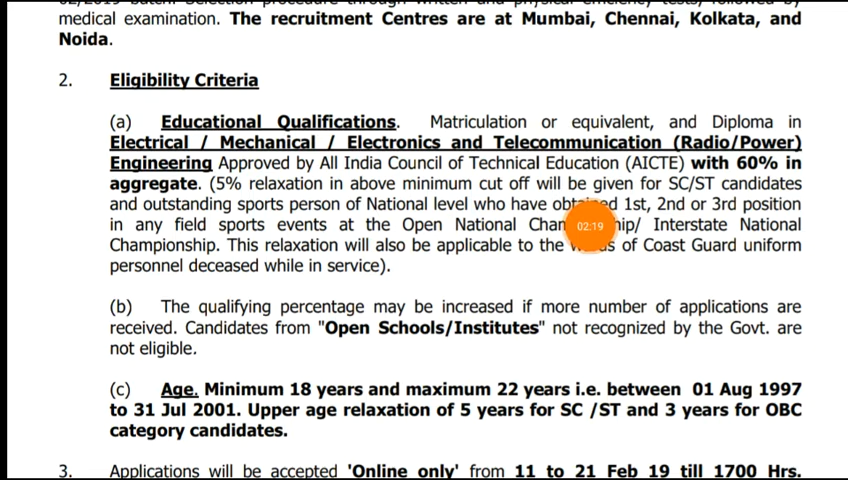 medical examination. The recruitment Centres are at Mumbai, Chennai, Kolkata, and
Noida.
2. Eligibility Criteria
(a) Educational Qualifications. Matriculation or equivalent, and Diploma in
Electrical / Mechanical / Electronics and Telecommunication (Radio/Power)
Engineering Approved by All India Council of Technical Education (AICTE) with 60% in
aggregate. (5% relaxation in above minimum cut off will be given for SC/ST candidates
and outstanding sports person of National level who have obtained 1st, 2nd or 3rd position
in any field sports events at the Open National Cham 02:19 hip/ Interstate National
Championship. This relaxation will also be applicable to the of Coast Guard uniform
personnel deceased while in service).
(b) The qualifying percentage may be increased if more number of applications are
received. Candidates from "Open Schools/Institutes" not recognized by the Govt. are
not eligible.
(c) Age. Minimum 18 years and maximum 22 years i.e. between 01 Aug 1997
to 31 Jul 2001. Upper age relaxation of 5 years for SC /ST and 3 years for OBC
category candidates.
3. Applications will be accepted 'Online only' from 11 to 21 Feb 19 till 1700 Hrs.